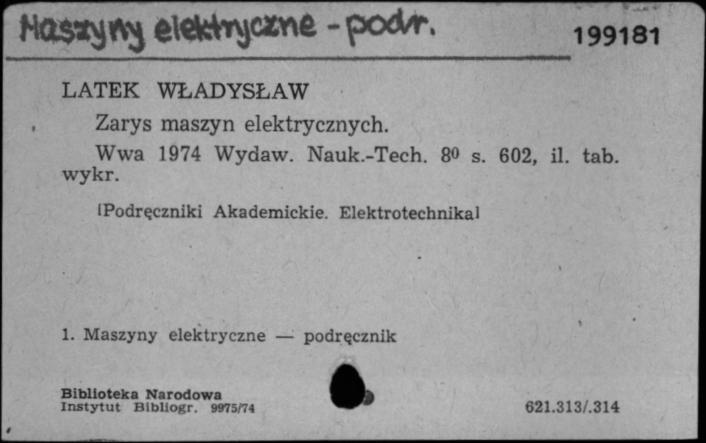 Maszyny elektryczne - podr.
199181
LATEK WŁADYSŁAW
Zarys maszyn elektrycznych.
Wwa 1974 Wydaw. Nauk.-Tech. 8⁰ s. 602, il. tab.
wykr.
[Podręczniki Akademickie. Elektrotechnika]
1. Maszyny elektryczne — podręcznik
Biblioteka Narodowa
Instytut Bibliogr. 9975/74
621.313/.314